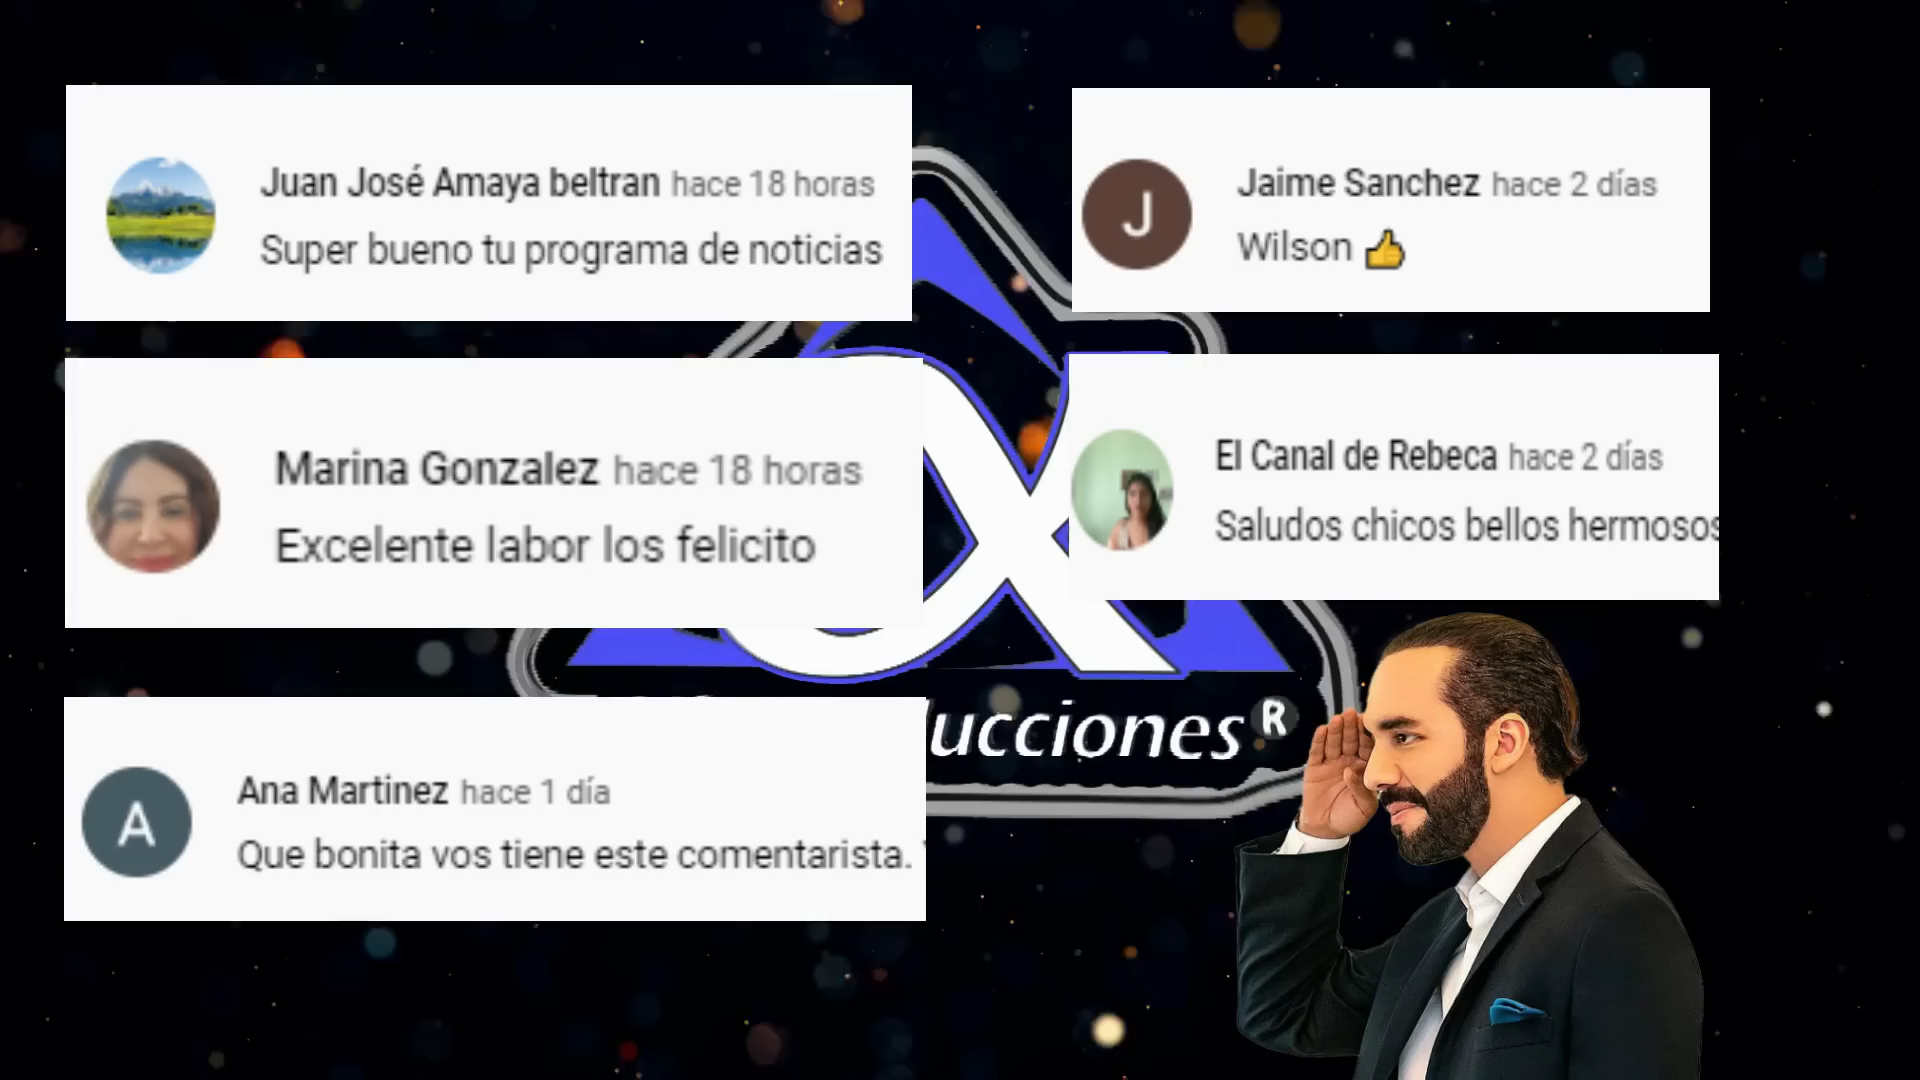 Juan José Amaya beltran hace 18 horas
Super bueno tu programa de noticias
Jaime Sanchez hace 2 días
Wilson 👍
Marina Gonzalez hace 18 horas
Excelente labor los felicito
El Canal de Rebeca hace 2 días
Saludos chicos bellos hermosos
Ana Martinez hace 1 día
Que bonita vos tiene este comentarista.
ucciones R
J
A